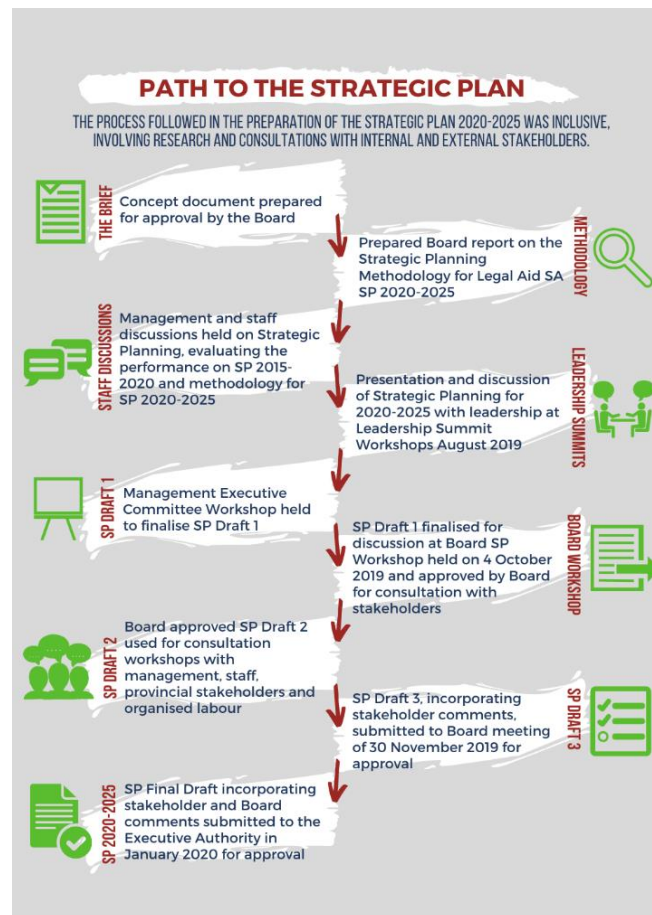 PATH TO THE STRATEGIC PLAN
THE PROCESS FOLLOWED IN THE PREPARATION OF THE STRATEGIC PLAN 2020-2025 WAS INCLUSIVE,
INVOLVING RESEARCH AND CONSULTATIONS WITH INTERNAL AND EXTERNAL STAKEHOLDERS.
THE BRIEF
Concept document prepared
for approval by the Board
METHODOLOGY
Prepared Board report on the
Strategic Planning
Methodology for Legal Aid SA
SP 2020-2025
STAFF DISCUSSIONS
Management and staff
discussions held on Strategic
Planning, evaluating the
performance on SP 2015-
2020 and methodology for
SP 2020-2025
LEADERSHIP SUMMITS
Presentation and discussion
of Strategic Planning for
2020-2025 with leadership at
Leadership Summit
Workshops August 2019
SP DRAFT 1
Management Executive
Committee Workshop held
to finalise SP Draft 1
BOARD WORKSHOP
SP Draft 1 finalised for
discussion at Board SP
Workshop held on 4 October
2019 and approved by Board
for consultation with
stakeholders
SP DRAFT 2
Board approved SP Draft 2
used for consultation
workshops with
management, staff,
provincial stakeholders and
organised labour
SP DRAFT 3
SP Draft 3, incorporating
stakeholder comments,
submitted to Board meeting
of 30 November 2019 for
approval
SP 2020-2025
SP Final Draft incorporating
stakeholder and Board
comments submitted to the
Executive Authority in
January 2020 for approval